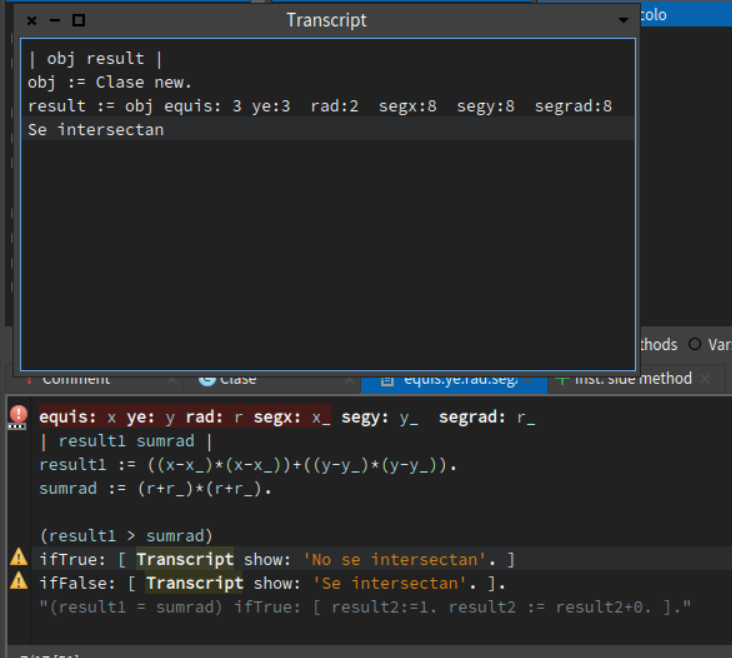 Transcript
colo
| obj result |
obj := Clase new.
result := obj equis: 3 ye:3  rad:2  segx:8  segy:8  segrad:8
Se intersectan
thods
Vars
Comment
Clase
equis:ye:rad:seg:
Inst. side method
equis: x ye: y rad: r segx: x_ segy: y_  segrad: r_
| result1 sumrad |
result1 := ((x-x_)*(x-x_))+((y-y_)*(y-y_)).
sumrad := (r+r_)*(r+r_).
(result1 > sumrad)
ifTrue: [ Transcript show: 'No se intersectan'. ]
ifFalse: [ Transcript show: 'Se intersectan'. ].
"(result1 = sumrad) ifTrue: [ result2:=1. result2 := result2+0. ]."